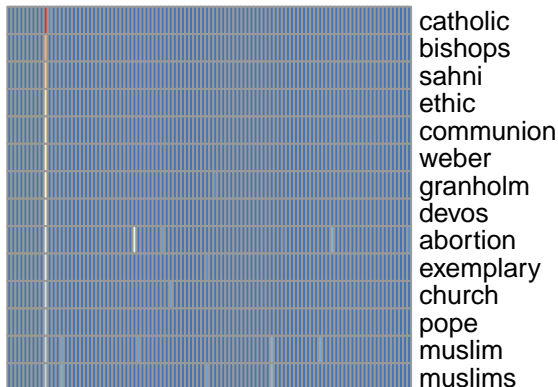 catholic
bishops
sahni
ethic
communion
weber
granholm
devos
abortion
exemplary
church
pope
muslim
muslims